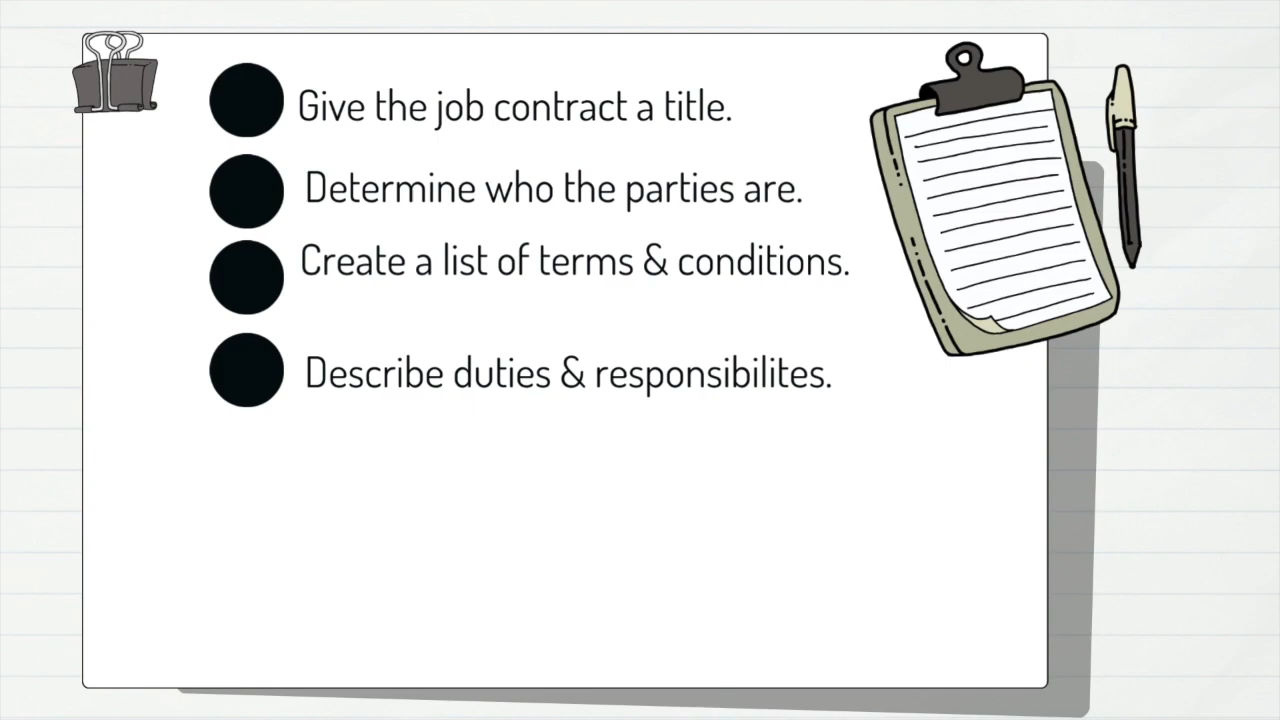 Give the job contract a title.
Determine who the parties are.
Create a list of terms & conditions.
Describe duties & responsibilites.